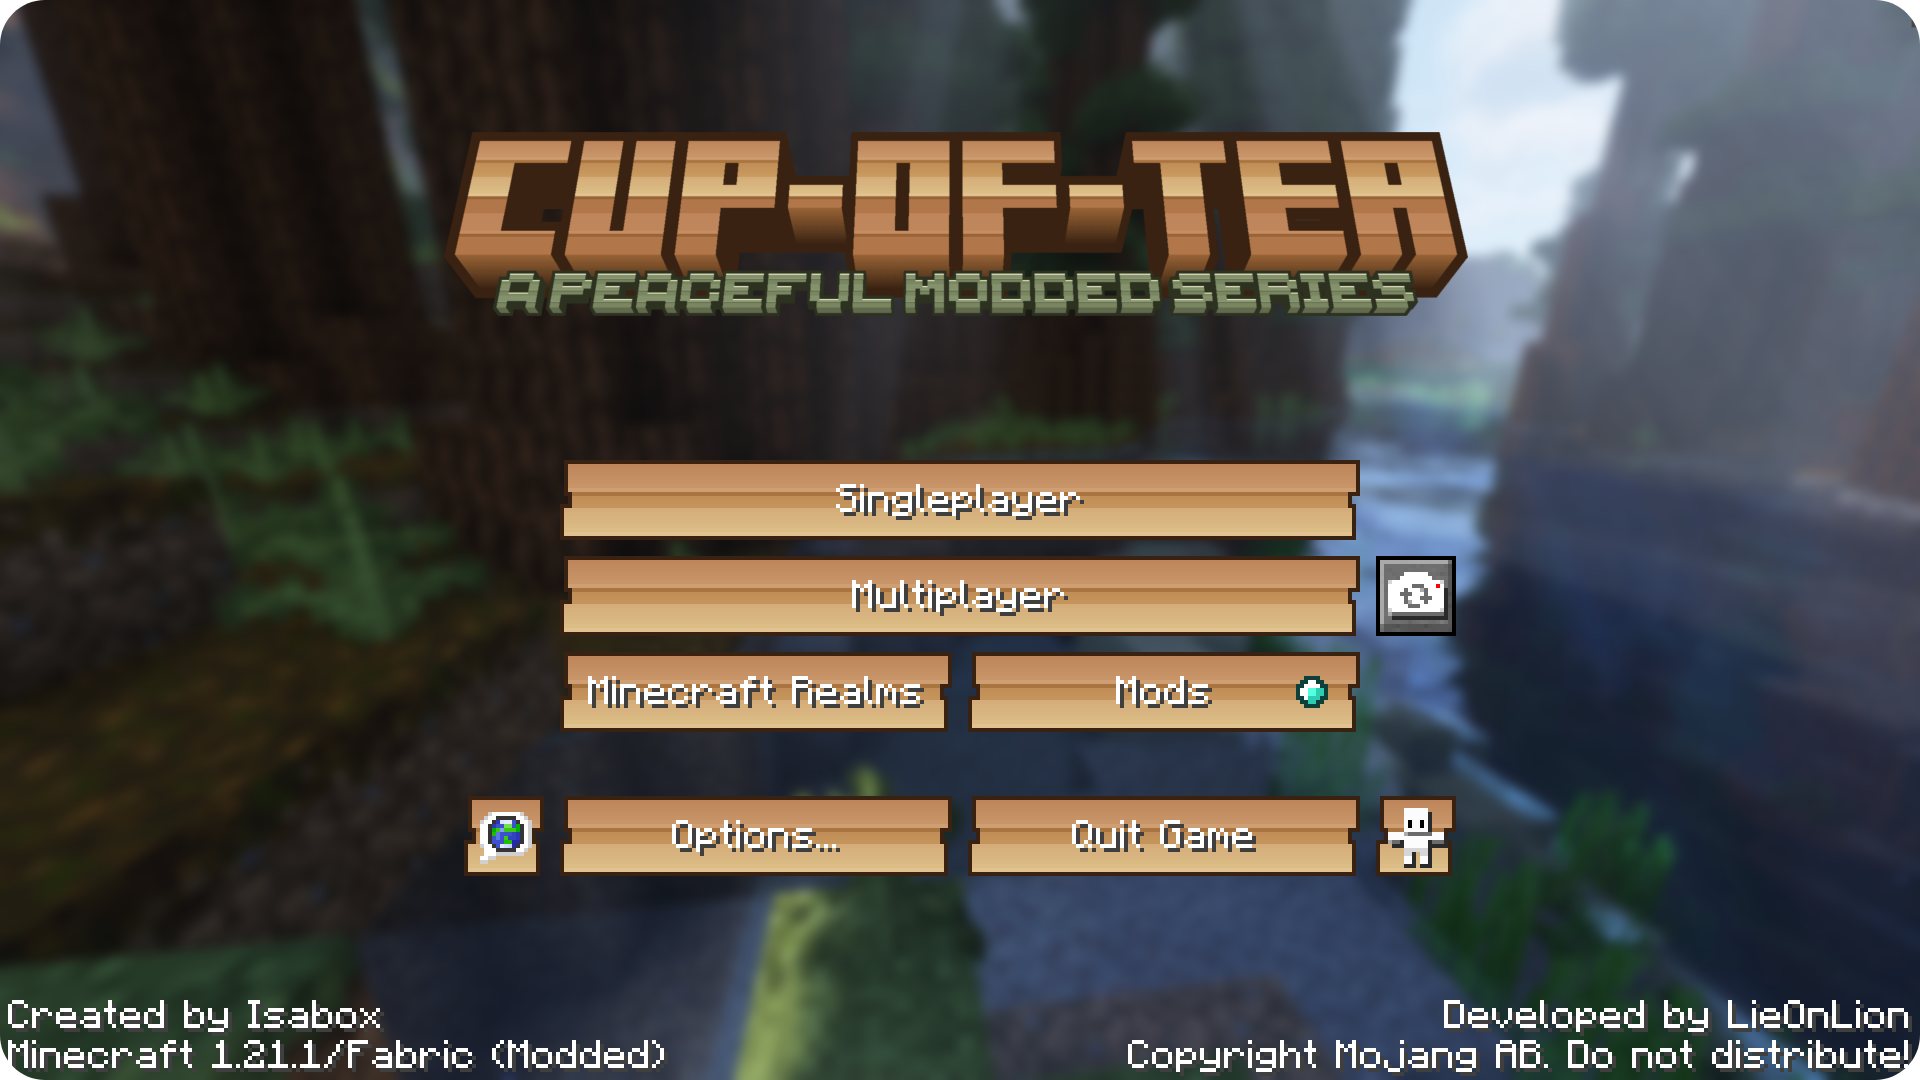 CUP-OF-TEA
A PEACEFUL MODDED SERIES
Singleplayer
Multiplayer
Minecraft Realms
Mods
Options...
Quit Game
Created by Isabox
Minecraft 1.21.1/Fabric (Modded)
Developed by LieOnLion
Copyright Mojang AB. Do not distribute!